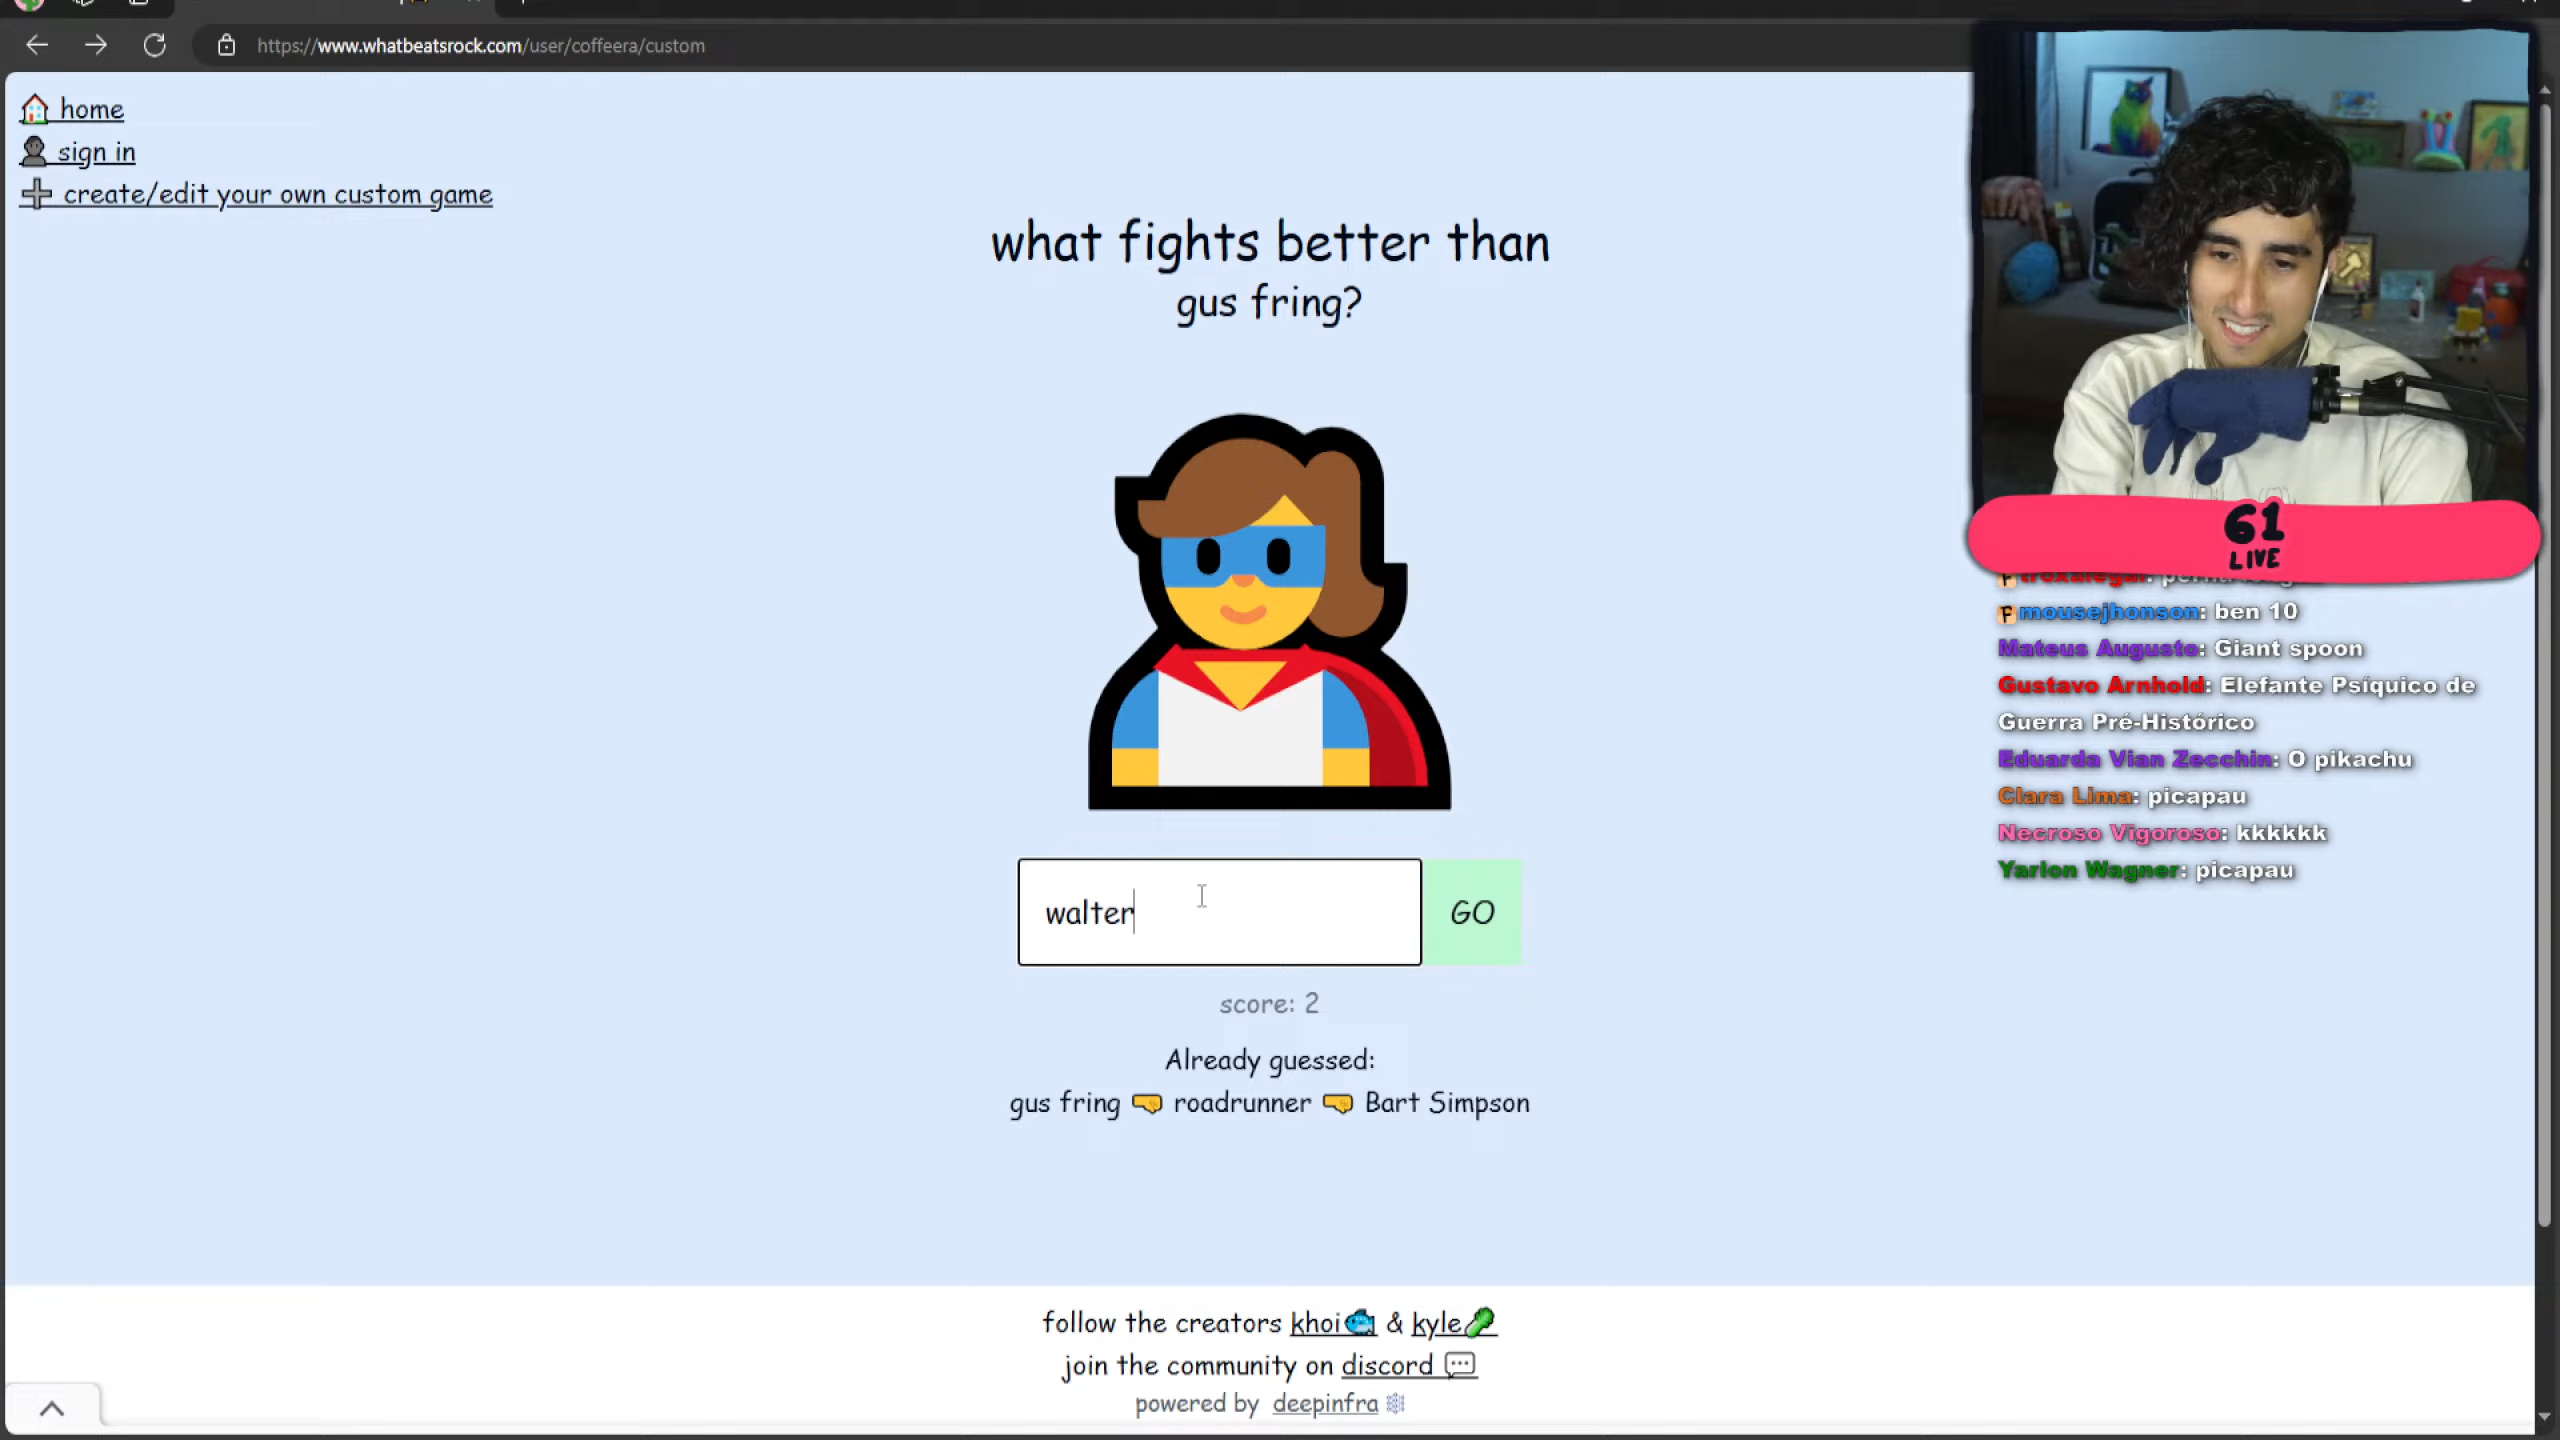 https://www.whatbeatsrock.com/user/coffeera/custom
home
sign in
create/edit your own custom game
what fights better than
gus fring?
walter
GO
score: 2
Already guessed:
gus fring 🤜 roadrunner 🤜 Bart Simpson
follow the creators khoi🐟 & kyle🥬
join the community on discord 💬
powered by deepinfra
61
LIVE
mousejhonson: ben 10
Mateus Augusto: Giant spoon
Gustavo Arnhold: Elefante Psíquico de
Guerra Pré-Histórico
Eduarda Vian Zecchin: O pikachu
Clara Lima: picapau
Necroso Vigoroso: kkkkkk
Yarlon Wagner: picapau